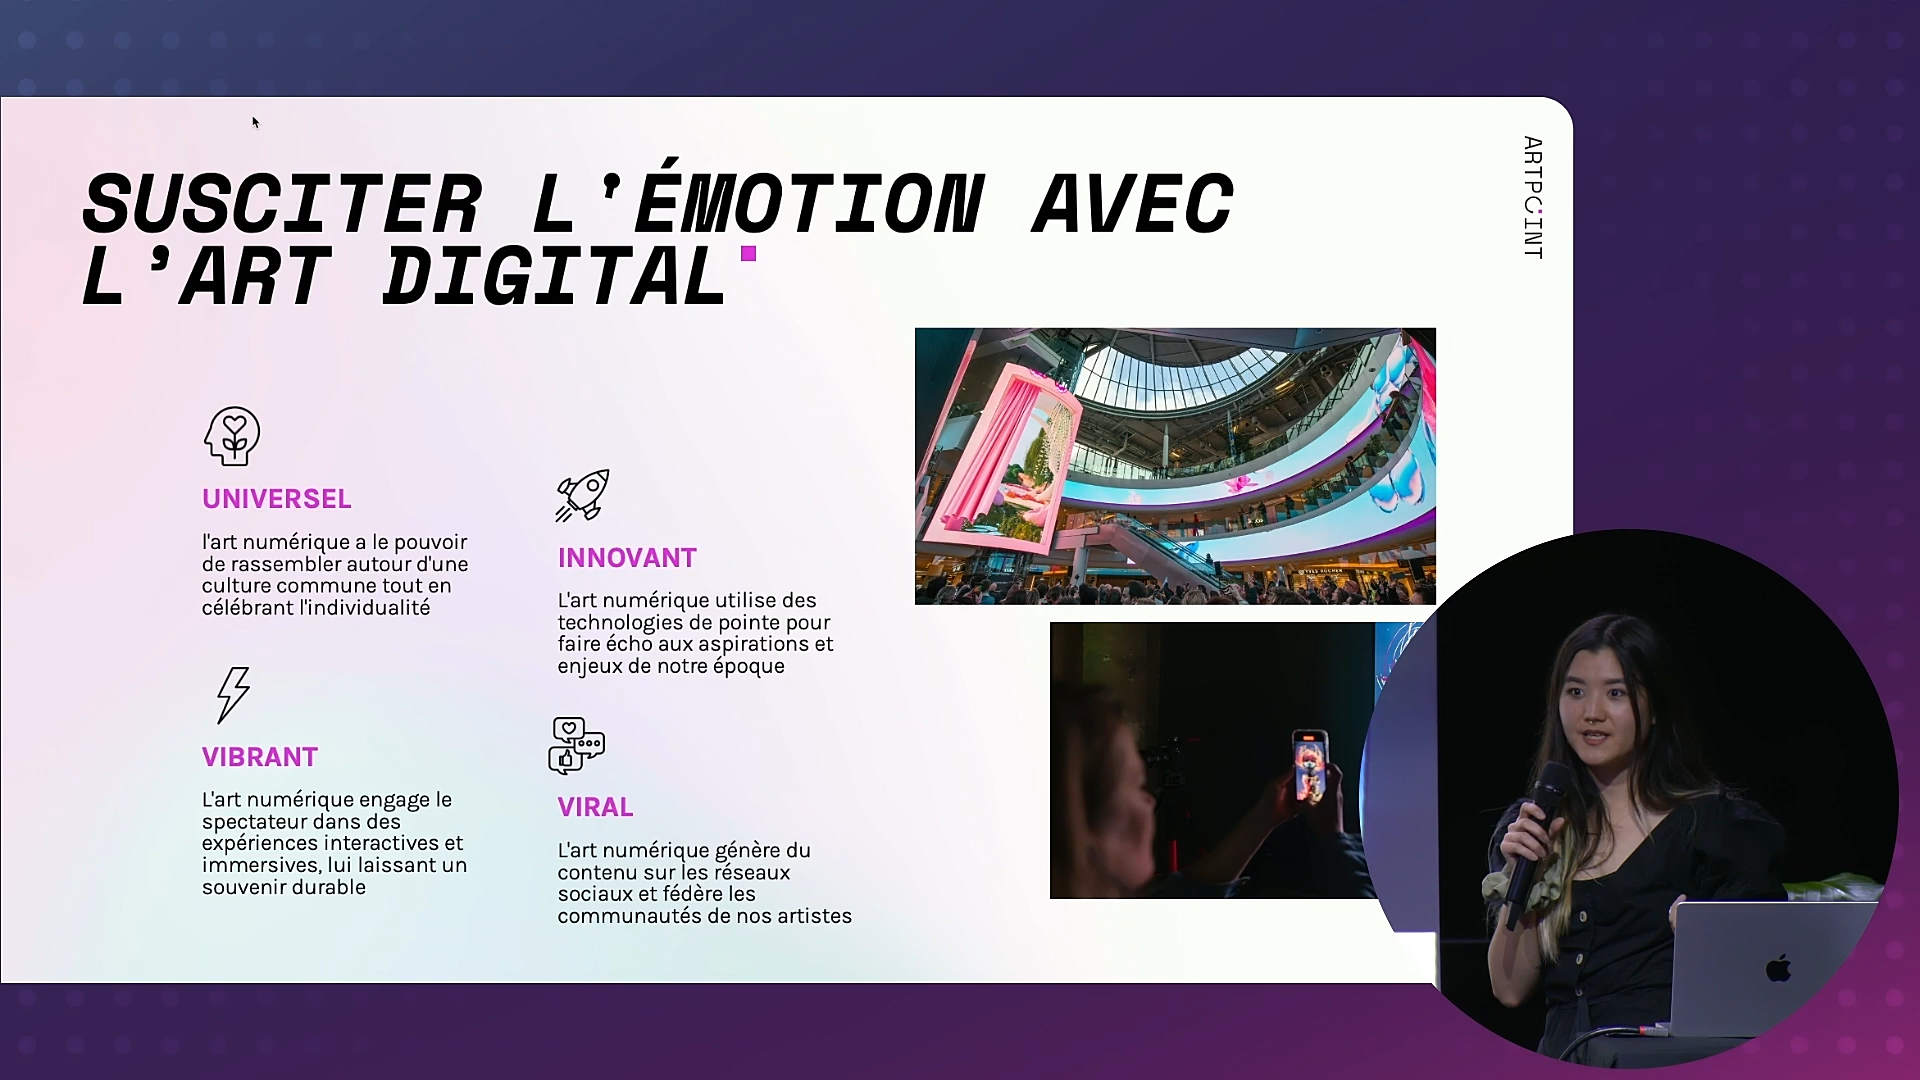 SUSCITER L'ÉMOTION AVEC
L'ART DIGITAL
ARTPOINT
UNIVERSEL
l'art numérique a le pouvoir
de rassembler autour d'une
culture commune tout en
célébrant l'individualité
INNOVANT
L'art numérique utilise des
technologies de pointe pour
faire écho aux aspirations et
enjeux de notre époque
VIBRANT
L'art numérique engage le
spectateur dans des
expériences interactives et
immersives, lui laissant un
souvenir durable
VIRAL
L'art numérique génère du
contenu sur les réseaux
sociaux et fédère les
communautés de nos artistes
YVES ROCHER